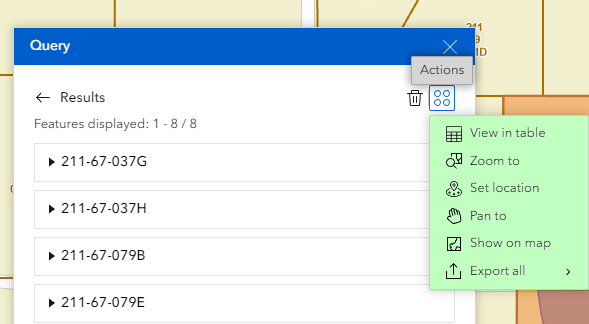 211
9
MD
Query
Actions
Results
Features displayed: 1 - 8 / 8
View in table
Zoom to
Set location
Pan to
Show on map
Export all
211-67-037G
211-67-037H
211-67-079B
211-67-079E